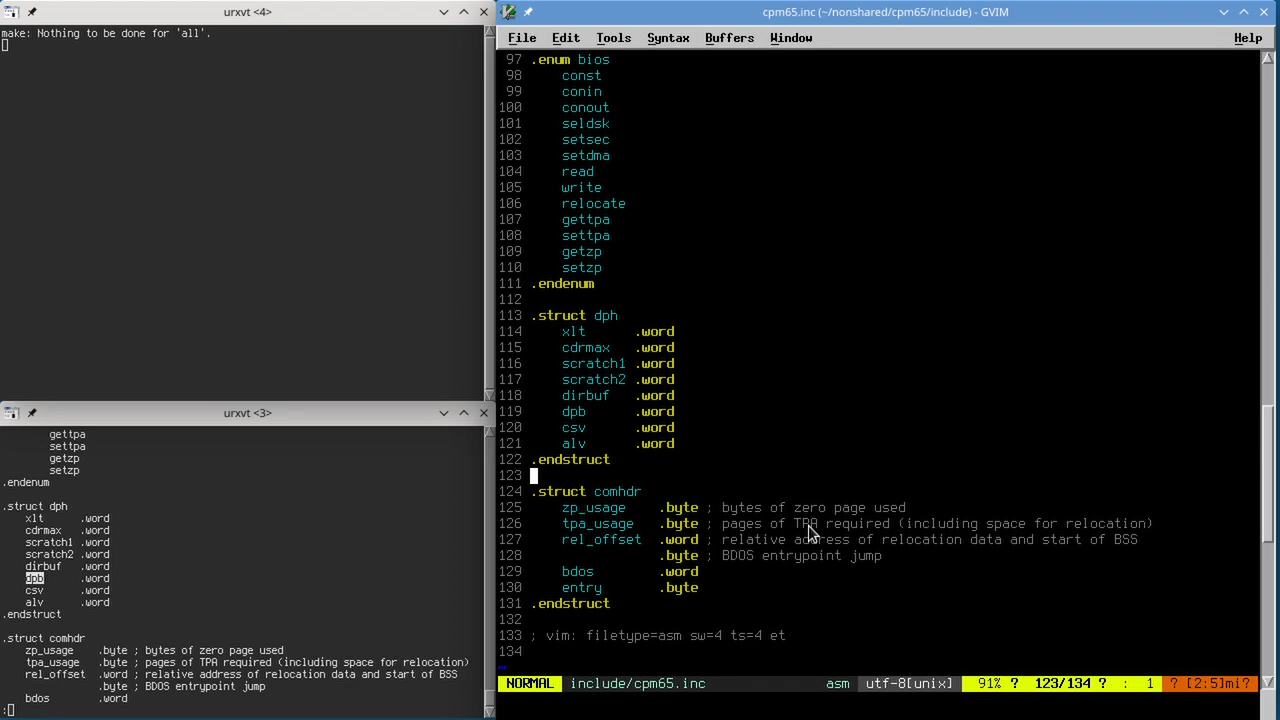 urxvt <4>
make: Nothing to be done for 'all'.
urxvt <3>
gettpa
settpa
getzp
setzp
.endenum
.struct dph
xlt .word
cdrmax .word
scratch1 .word
scratch2 .word
dirbuf .word
dpb .word
csv .word
alv .word
.endstruct
.struct comhdr
zp_usage .byte ; bytes of zero page used
tpa_usage .byte ; pages of TPA required (including space for relocation)
rel_offset .word ; relative address of relocation data and start of BSS
.byte ; BDOS entrypoint jump
bdos .word
:
cpm65.inc (~/nonshared/cpm65/include) - GVIM
File Edit Tools Syntax Buffers Window Help
97 .enum bios
98 const
99 conin
100 conout
101 seldsk
102 setsec
103 setdma
104 read
105 write
106 relocate
107 gettpa
108 settpa
109 getzp
110 setzp
111 .endenum
112
113 .struct dph
114 xlt .word
115 cdrmax .word
116 scratch1 .word
117 scratch2 .word
118 dirbuf .word
119 dpb .word
120 csv .word
121 alv .word
122 .endstruct
123
124 .struct comhdr
125 zp_usage .byte ; bytes of zero page used
126 tpa_usage .byte ; pages of TPA required (including space for relocation)
127 rel_offset .word ; relative address of relocation data and start of BSS
128 .byte ; BDOS entrypoint jump
129 bdos .word
130 entry .byte
131 .endstruct
132
133 ; vim: filetype=asm sw=4 ts=4 et
134
~
NORMAL include/cpm65.inc asm utf-8[unix] 91% ? 123/134 ? : 1 ? [2:5]mi?